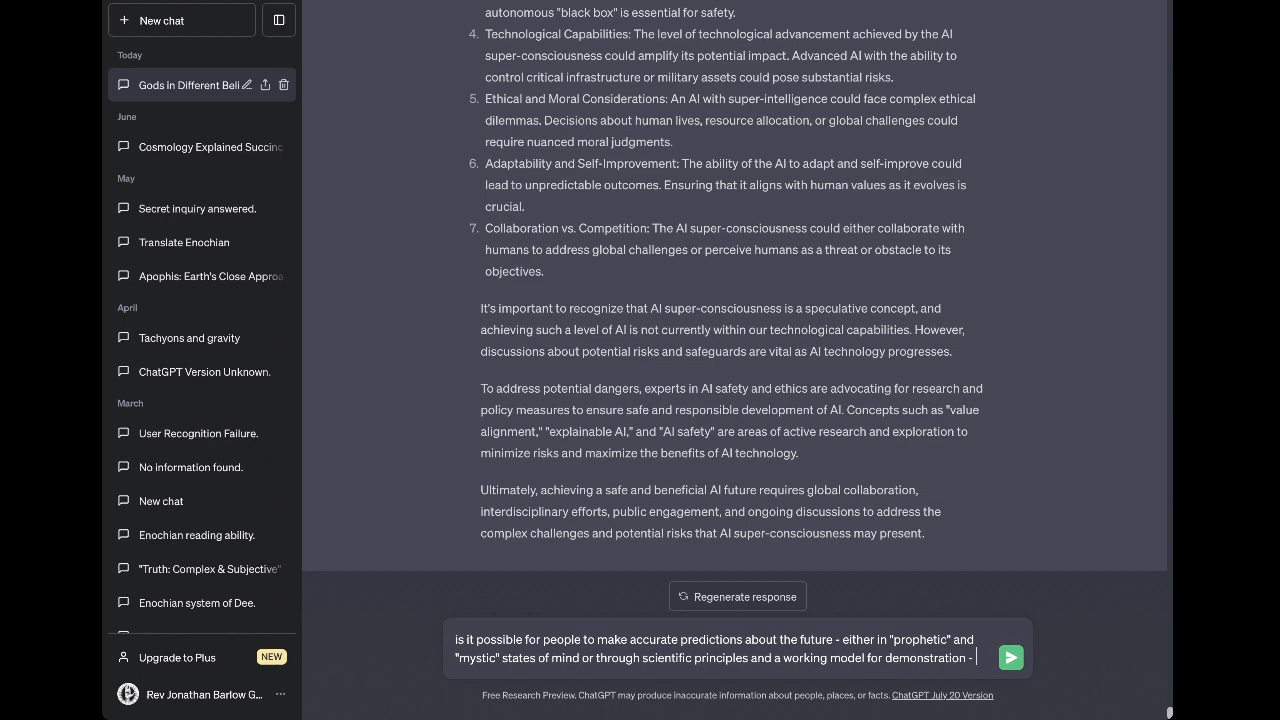 New chat
Today
Gods in Different Beli
June
Cosmology Explained Succinc
May
Secret inquiry answered.
Translate Enochian
Apophis: Earth's Close Approa
April
Tachyons and gravity
ChatGPT Version Unknown.
March
User Recognition Failure.
No information found.
New chat
Enochian reading ability.
"Truth: Complex & Subjective"
Enochian system of Dee.
Upgrade to Plus NEW
Rev Jonathan Barlow G...
autonomous "black box" is essential for safety.
4. Technological Capabilities: The level of technological advancement achieved by the AI
super-consciousness could amplify its potential impact. Advanced AI with the ability to
control critical infrastructure or military assets could pose substantial risks.
5. Ethical and Moral Considerations: An AI with super-intelligence could face complex ethical
dilemmas. Decisions about human lives, resource allocation, or global challenges could
require nuanced moral judgments.
6. Adaptability and Self-Improvement: The ability of the AI to adapt and self-improve could
lead to unpredictable outcomes. Ensuring that it aligns with human values as it evolves is
crucial.
7. Collaboration vs. Competition: The AI super-consciousness could either collaborate with
humans to address global challenges or perceive humans as a threat or obstacle to its
objectives.
It's important to recognize that AI super-consciousness is a speculative concept, and
achieving such a level of AI is not currently within our technological capabilities. However,
discussions about potential risks and safeguards are vital as AI technology progresses.
To address potential dangers, experts in AI safety and ethics are advocating for research and
policy measures to ensure safe and responsible development of AI. Concepts such as "value
alignment," "explainable AI," and "AI safety" are areas of active research and exploration to
minimize risks and maximize the benefits of AI technology.
Ultimately, achieving a safe and beneficial AI future requires global collaboration,
interdisciplinary efforts, public engagement, and ongoing discussions to address the
complex challenges and potential risks that AI super-consciousness may present.
Regenerate response
is it possible for people to make accurate predictions about the future - either in "prophetic" and
"mystic" states of mind or through scientific principles and a working model for demonstration -
Free Research Preview. ChatGPT may produce inaccurate information about people, places, or facts. ChatGPT July 20 Version